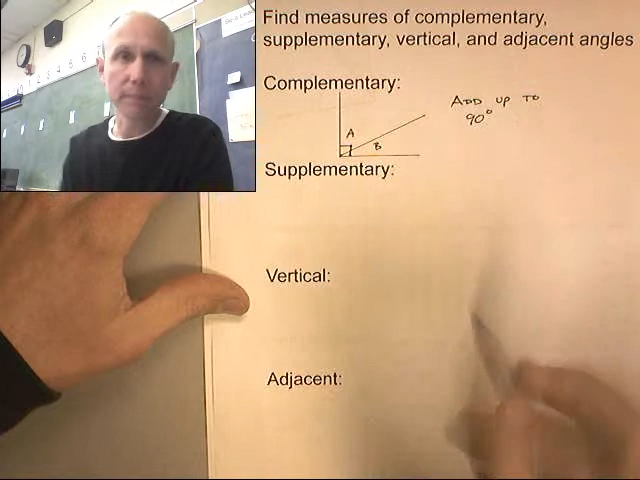 Find measures of complementary,
supplementary, vertical, and adjacent angles
Complementary:
ADD UP TO
90°
A
B
Supplementary:
Vertical:
Adjacent: